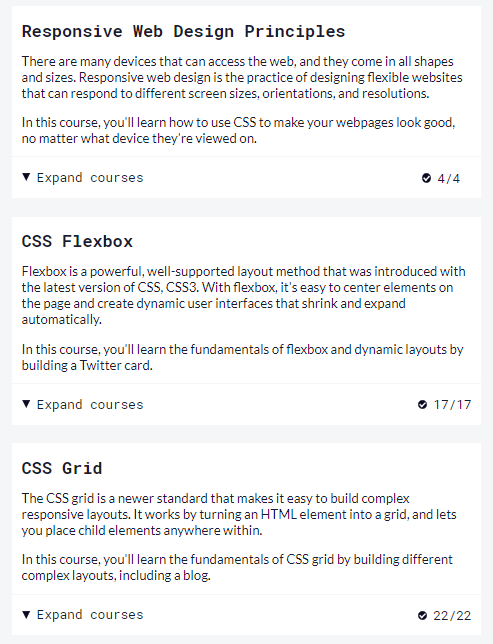 Responsive Web Design Principles
There are many devices that can access the web, and they come in all shapes
and sizes. Responsive web design is the practice of designing flexible websites
that can respond to different screen sizes, orientations, and resolutions.
In this course, you'll learn how to use CSS to make your webpages look good,
no matter what device they're viewed on.
▼ Expand courses 4/4
CSS Flexbox
Flexbox is a powerful, well-supported layout method that was introduced with
the latest version of CSS, CSS3. With flexbox, it's easy to center elements on
the page and create dynamic user interfaces that shrink and expand
automatically.
In this course, you'll learn the fundamentals of flexbox and dynamic layouts by
building a Twitter card.
▼ Expand courses 17/17
CSS Grid
The CSS grid is a newer standard that makes it easy to build complex
responsive layouts. It works by turning an HTML element into a grid, and lets
you place child elements anywhere within.
In this course, you'll learn the fundamentals of CSS grid by building different
complex layouts, including a blog.
▼ Expand courses 22/22